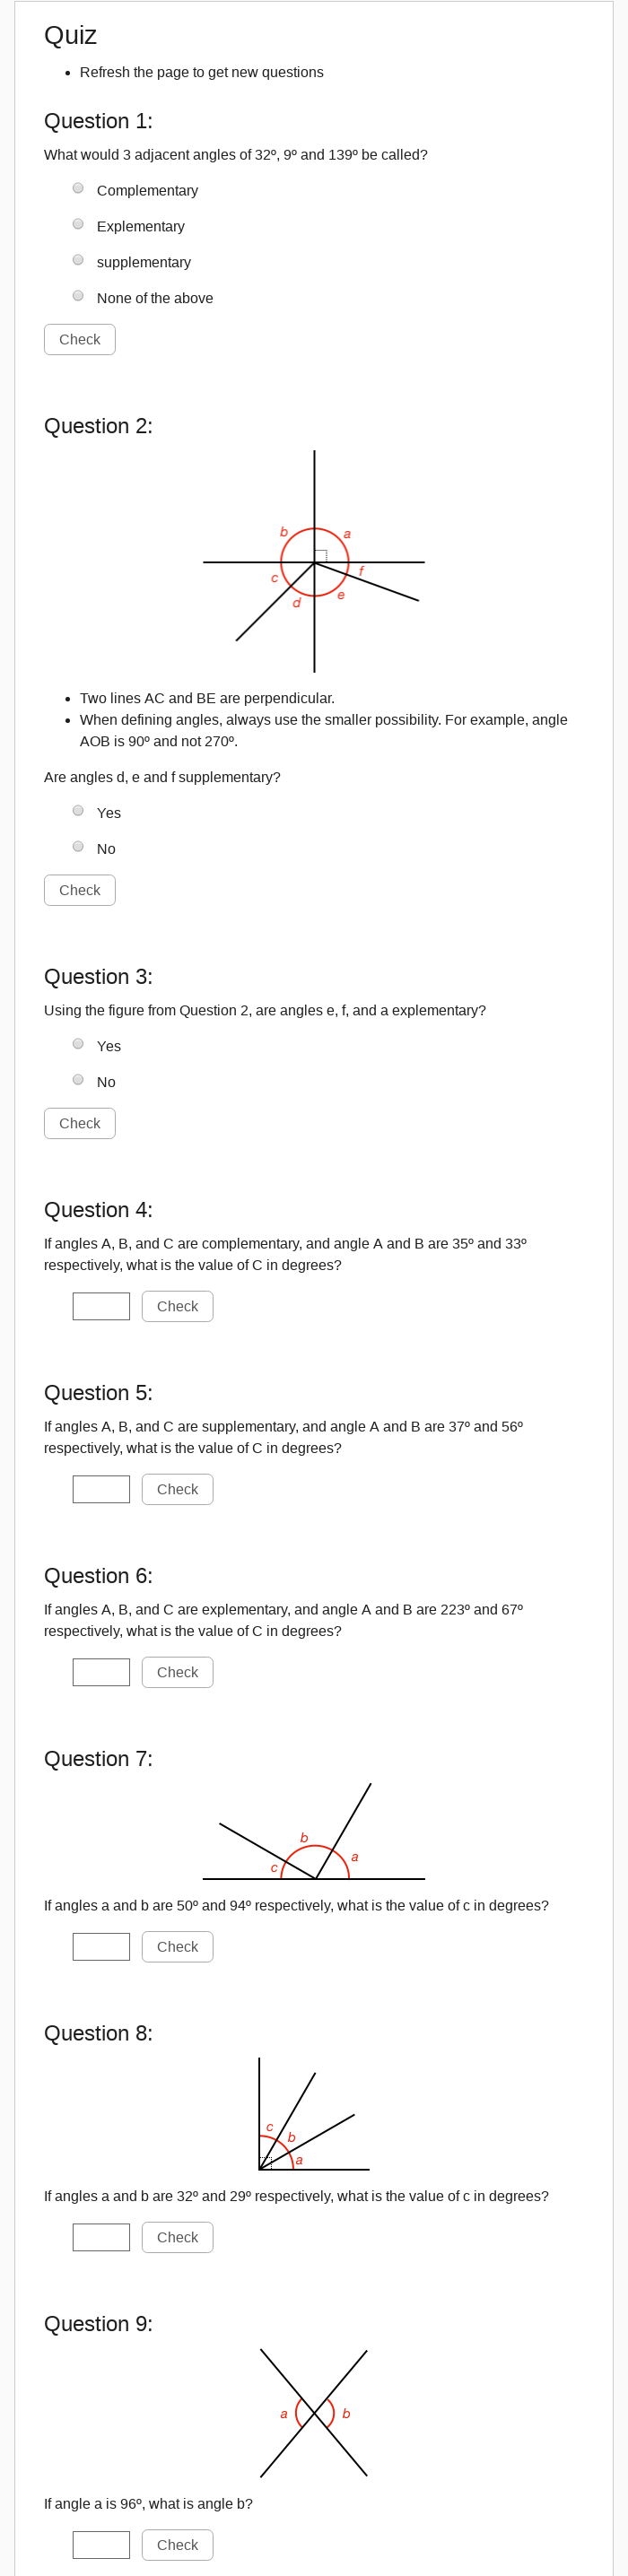 Quiz
• Refresh the page to get new questions
Question 1:
What would 3 adjacent angles of 32º, 9º and 139º be called?
Complementary
Explementary
supplementary
None of the above
Check
Question 2:
b
a
c
f
d
e
• Two lines AC and BE are perpendicular.
• When defining angles, always use the smaller possibility. For example, angle
AOB is 90º and not 270º.
Are angles d, e and f supplementary?
Yes
No
Check
Question 3:
Using the figure from Question 2, are angles e, f, and a explementary?
Yes
No
Check
Question 4:
If angles A, B, and C are complementary, and angle A and B are 35º and 33º
respectively, what is the value of C in degrees?
Check
Question 5:
If angles A, B, and C are supplementary, and angle A and B are 37º and 56º
respectively, what is the value of C in degrees?
Check
Question 6:
If angles A, B, and C are explementary, and angle A and B are 223º and 67º
respectively, what is the value of C in degrees?
Check
Question 7:
b
a
c
If angles a and b are 50º and 94º respectively, what is the value of c in degrees?
Check
Question 8:
c
b
a
If angles a and b are 32º and 29º respectively, what is the value of c in degrees?
Check
Question 9:
a
b
If angle a is 96º, what is angle b?
Check